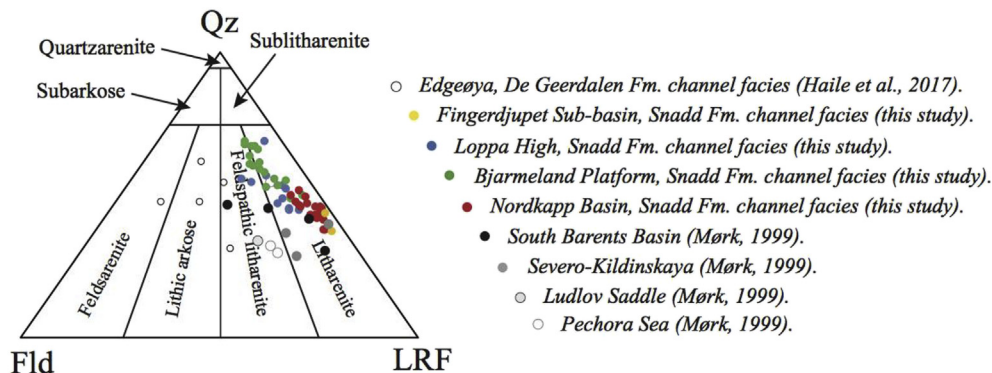 Qz
Sublitharenite
Quartzarenite
Subarkose
Feldsarenite
Lithic arkose
Feldspathic litharenite
Litharenite
Fld
LRF
Edgeøya, De Geerdalen Fm. channel facies (Haile et al., 2017).
Fingerdjupet Sub-basin, Snadd Fm. channel facies (this study).
Loppa High, Snadd Fm. channel facies (this study).
Bjarmeland Platform, Snadd Fm. channel facies (this study).
Nordkapp Basin, Snadd Fm. channel facies (this study).
South Barents Basin (Mørk, 1999).
Severo-Kildinskaya (Mørk, 1999).
Ludlov Saddle (Mørk, 1999).
Pechora Sea (Mørk, 1999).